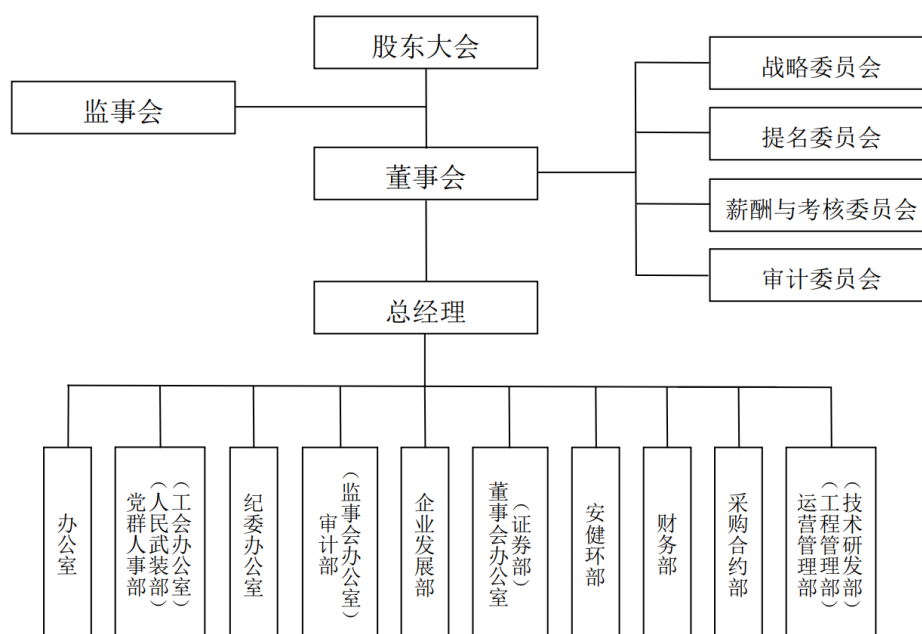 股东大会
监事会
董事会
战略委员会
提名委员会
薪酬与考核委员会
审计委员会
总经理
办公室
党群人事部
（人民武装部）
（工会办公室）
纪委办公室
审计部
（监事会办公室）
企业发展部
董事会办公室
（证券部）
安健环部
财务部
采购合约部
运营管理部
（工程管理部）
（技术研发部）